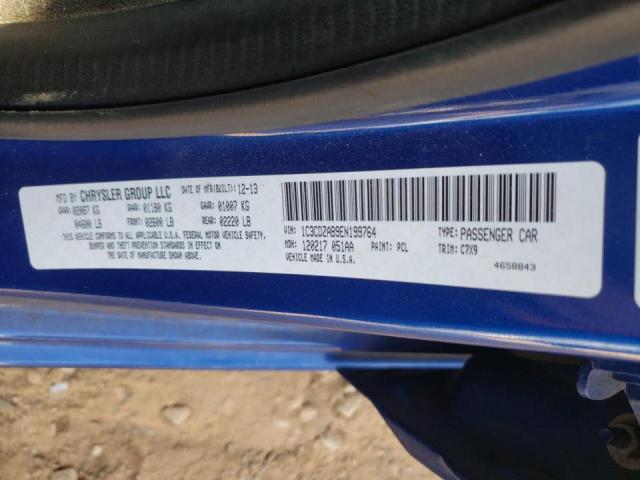 MFD BY CHRYSLER GROUP LLC DATE OF MFR(BUILT): 12-13
GVWR: 02087 KG GAWR: 01180 KG GAWR: 01007 KG
04600 LB FRONT: 02600 LB REAR: 02220 LB
THIS VEHICLE CONFORMS TO ALL APPLICABLE
FEDERAL MOTOR VEHICLE SAFETY,
BUMPER AND THEFT PREVENTION STANDARDS IN EFFECT ON
THE DATE OF MANUFACTURE SHOWN ABOVE.
VIN: 1C3CDZAB9EN199764 TYPE: PASSENGER CAR
MDH: 120217 051AA PAINT: PCL TRIM: C7X9
VEHICLE MADE IN U.S.A. 4658843